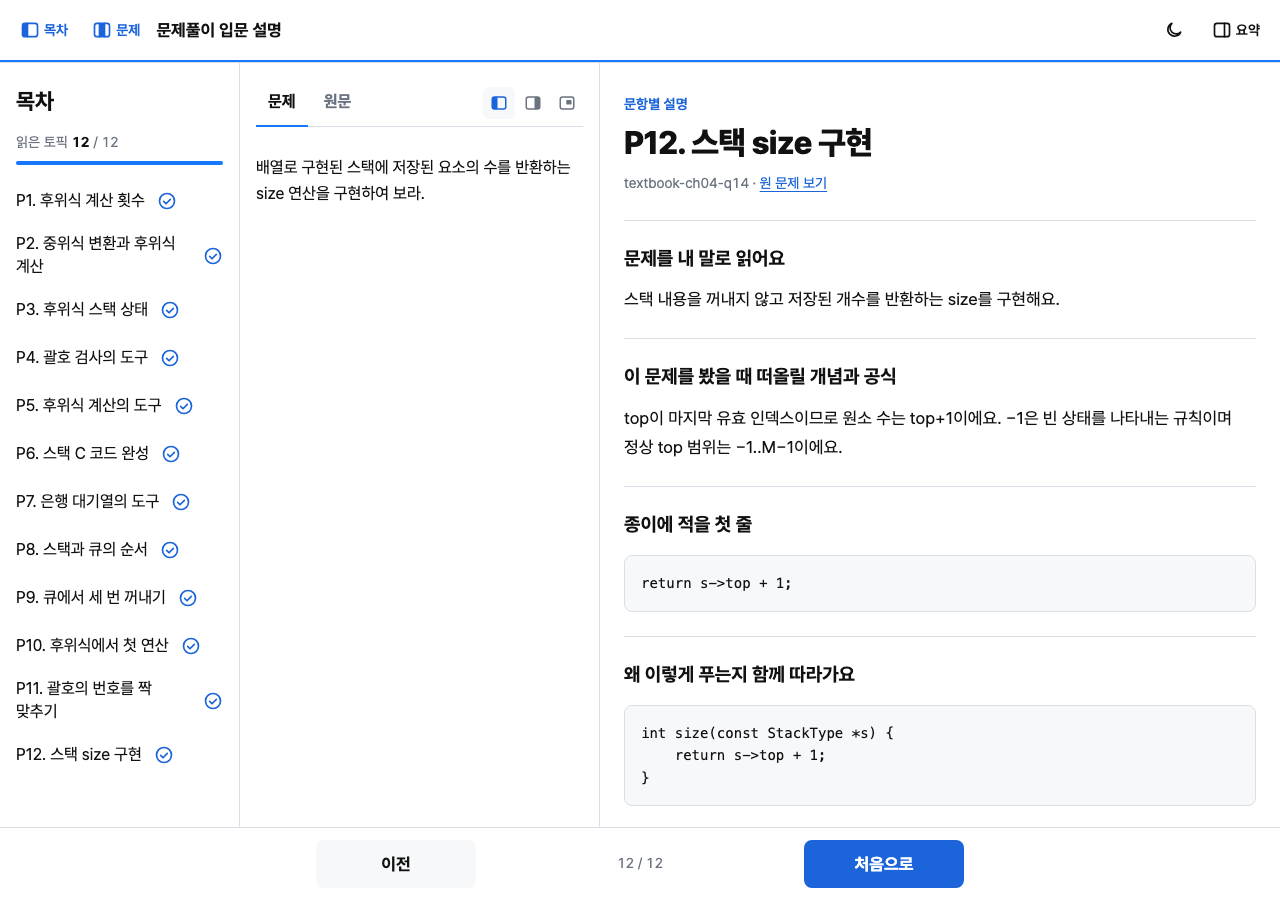 목차
문제
문제풀이 입문 설명
요약
목차
읽은 토픽 12 / 12
P1. 후위식 계산 횟수
P2. 중위식 변환과 후위식
계산
P3. 후위식 스택 상태
P4. 괄호 검사의 도구
P5. 후위식 계산의 도구
P6. 스택 C 코드 완성
P7. 은행 대기열의 도구
P8. 스택과 큐의 순서
P9. 큐에서 세 번 꺼내기
P10. 후위식에서 첫 연산
P11. 괄호의 번호를 짝
맞추기
P12. 스택 size 구현
문제
원문
배열로 구현된 스택에 저장된 요소의 수를 반환하는
size 연산을 구현하여 보라.
문항별 설명
P12. 스택 size 구현
textbook-ch04-q14 · 원 문제 보기
문제를 내 말로 읽어요
스택 내용을 꺼내지 않고 저장된 개수를 반환하는 size를 구현해요.
이 문제를 봤을 때 떠올릴 개념과 공식
top이 마지막 유효 인덱스이므로 원소 수는 top+1이에요. −1은 빈 상태를 나타내는 규칙이며
정상 top 범위는 −1..M−1이에요.
종이에 적을 첫 줄
return s->top + 1;
왜 이렇게 푸는지 함께 따라가요
int size(const StackType *s) {
    return s->top + 1;
}
이전
12 / 12
처음으로